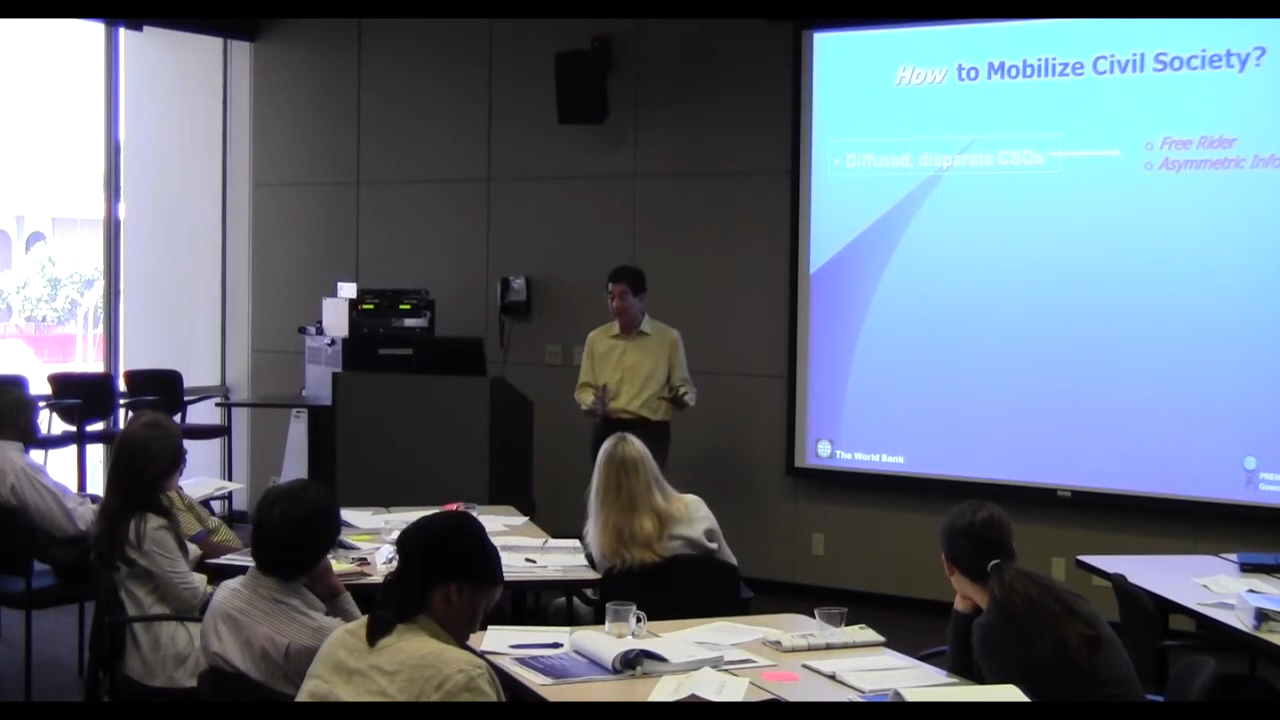 How to Mobilize Civil Society?
• Diffused, disparate CSOs
o Free Rider
o Asymmetric Info
The World Bank